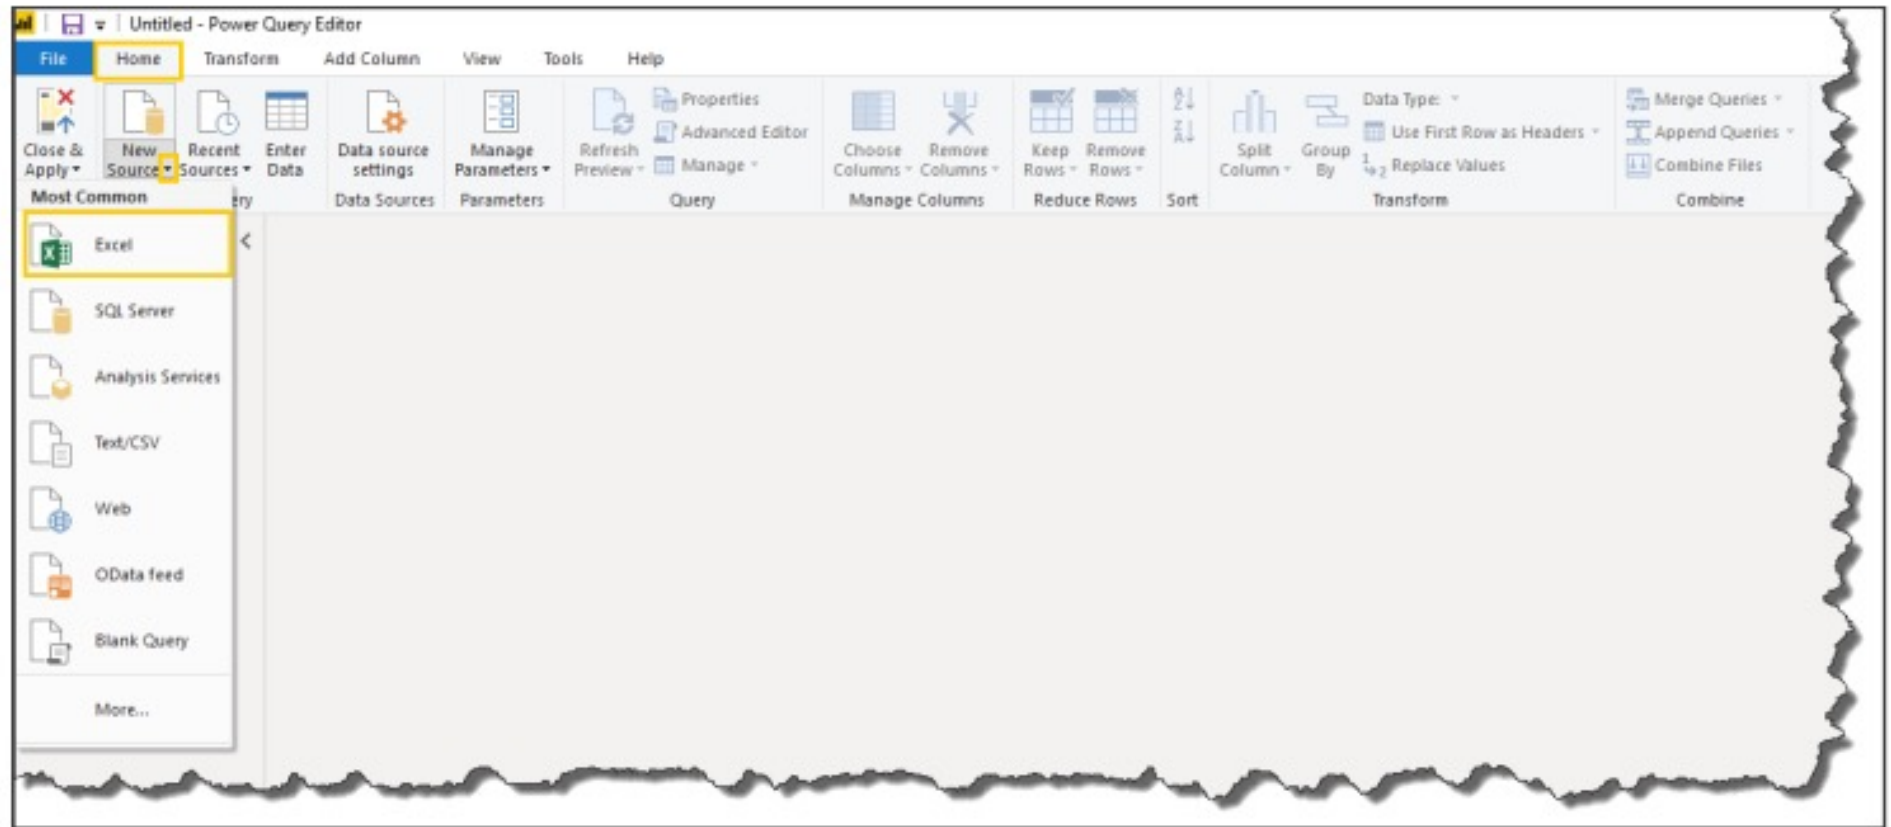 Untitled - Power Query Editor
File Home Transform Add Column View Tools Help
Close & Apply
New Source
Recent Sources
Enter Data
Data source settings
Manage Parameters
Refresh Preview
Properties
Advanced Editor
Manage
Choose Columns
Remove Columns
Keep Rows
Remove Rows
Split Column
Group By
Data Type:
Use First Row as Headers
Replace Values
Merge Queries
Append Queries
Combine Files
Most Common
ery
Data Sources
Parameters
Query
Manage Columns
Reduce Rows
Sort
Transform
Combine
Excel
SQL Server
Analysis Services
Text/CSV
Web
OData feed
Blank Query
More...